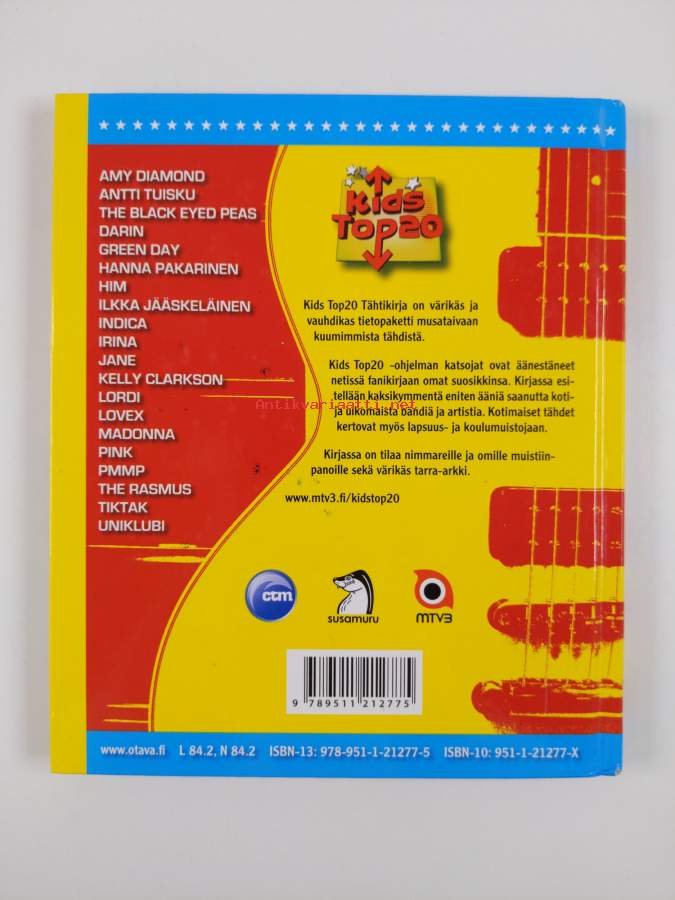 AMY DIAMOND
ANTTI TUISKU
THE BLACK EYED PEAS
DARIN
GREEN DAY
HANNA PAKARINEN
HIM
ILKKA JÄÄSKELÄINEN
INDICA
IRINA
JANE
KELLY CLARKSON
LORDI
LOVEX
MADONNA
PINK
PMMP
THE RASMUS
TIKTAK
UNIKLUBI
Kids
Top20
Kids Top20 Tähtikirja on värikäs ja
vauhdikas tietopaketti musataivaan
kuumimmista tähdistä.
Kids Top20 -ohjelman katsojat ovat äänestäneet
netissä fanikirjaan omat suosikkinsa. Kirjassa esi-
tellään kaksikymmentä eniten ääniä saanutta koti-
ja ulkomaista bändiä ja artistia. Kotimaiset tähdet
kertovat myös lapsuus- ja koulumuistojaan.
Kirjassa on tilaa nimmareille ja omille muistiin-
panoille sekä värikäs tarra-arkki.
www.mtv3.fi/kidstop20
Antikvariaatti.net
ctm
susamuru
MTV3
9 789511 212775
www.otava.fi L 84.2, N 84.2 ISBN-13: 978-951-1-21277-5 ISBN-10: 951-1-21277-X